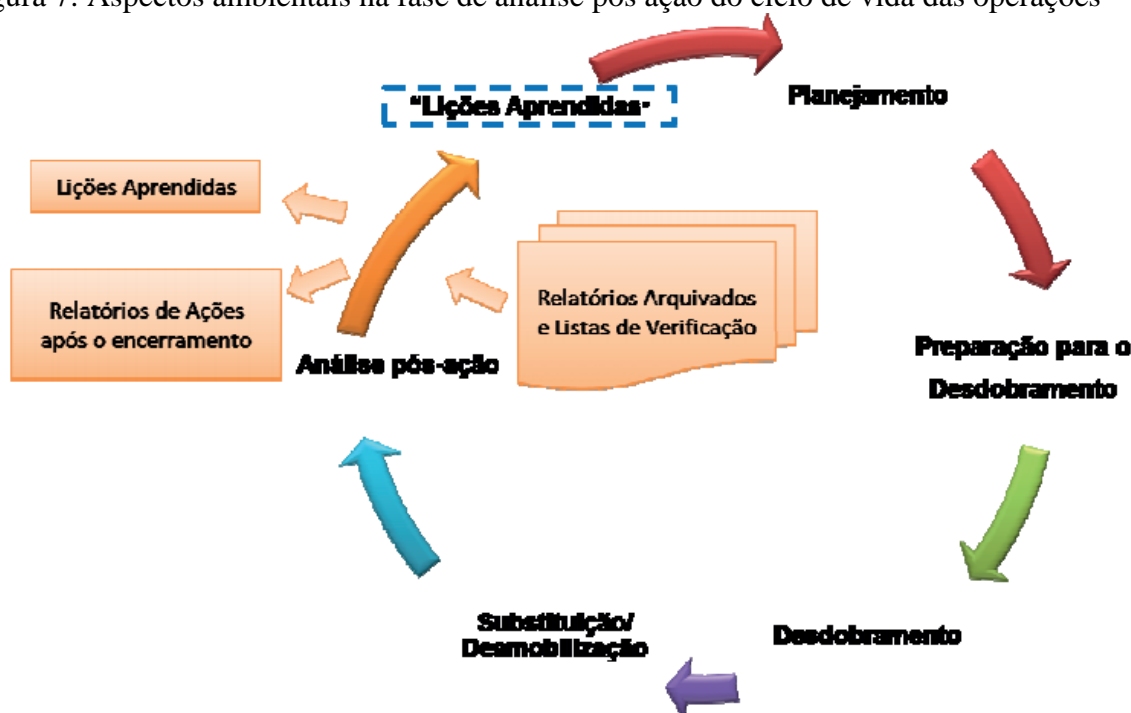 gura 7: Aspectos ambientais na fase de análise pós ação do ciclo de vida das operações
"Lições Aprendidas"
Planejamento
Lições Aprendidas
Relatórios de Ações
após o encerramento
Relatórios Arquivados
e Listas de Verificação
Análise pós-ação
Preparação para o
Desdobramento
Substituição/
Desmobilização
Desdobramento